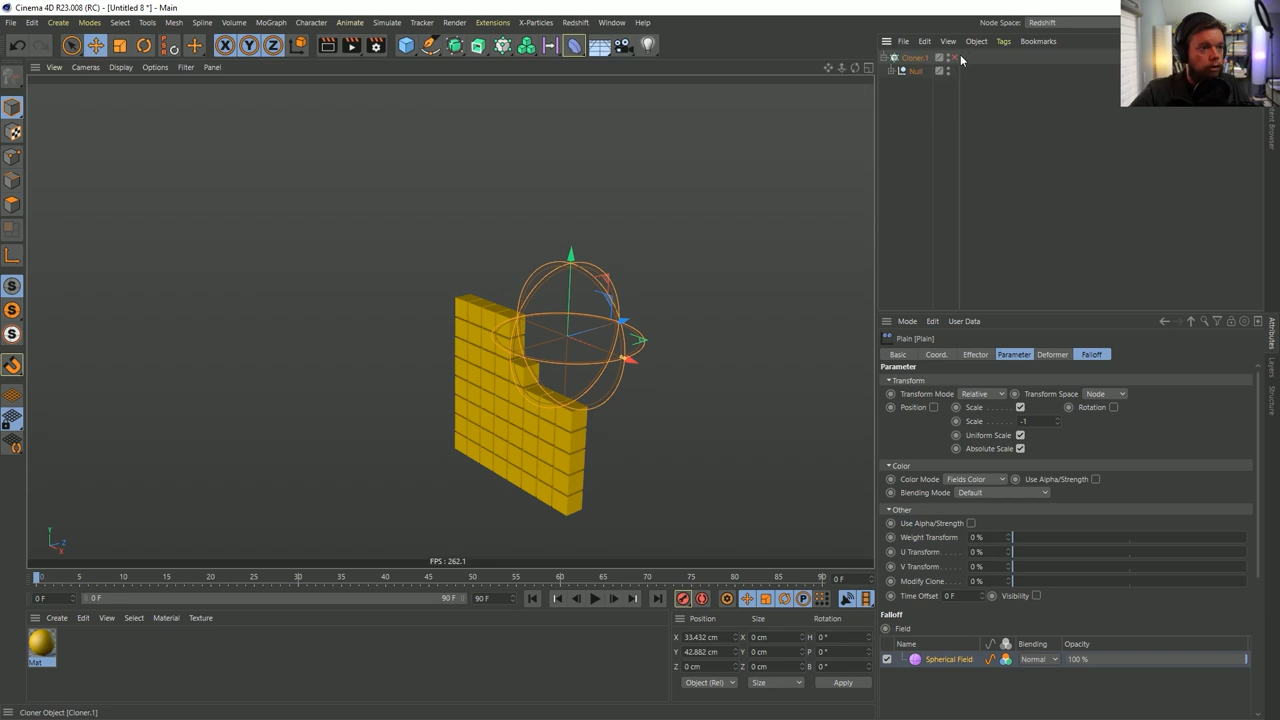 Cinema 4D R23.008 (RC) - [Untitled 8 *] - Main
File Edit Create Modes Select Tools Mesh Spline Volume MoGraph Character Animate Simulate Tracker Render Extensions X-Particles Redshift Window Help
Node Space: Redshift
View Cameras Display Options Filter Panel
File Edit View Object Tags Bookmarks
Cloner.1
Null
FPS : 262.1
0 5 10 15 20 25 30 35 40 45 50 55 60 65 70 75 80 85 90 0 F
0 F 0 F 90 F 90 F
Create Edit View Select Material Texture
Mat
Position Size Rotation
X 33.432 cm X 0 cm H 0 °
Y 42.882 cm Y 0 cm P 0 °
Z 0 cm Z 0 cm B 0 °
Object (Rel) Size Apply
Mode Edit User Data
Plain [Plain]
Basic Coord. Effector Parameter Deformer Falloff
Parameter
Transform
Transform Mode Relative Transform Space Node
Position Scale Rotation
Scale -1
Uniform Scale
Absolute Scale
Color
Color Mode Fields Color Use Alpha/Strength
Blending Mode Default
Other
Use Alpha/Strength
Weight Transform 0 %
U Transform 0 %
V Transform 0 %
Modify Clone 0 %
Time Offset 0 F Visibility
Falloff
Field
Name Blending Opacity
Spherical Field Normal 100 %
Attributes
Layers
Structure
Cloner Object [Cloner.1]